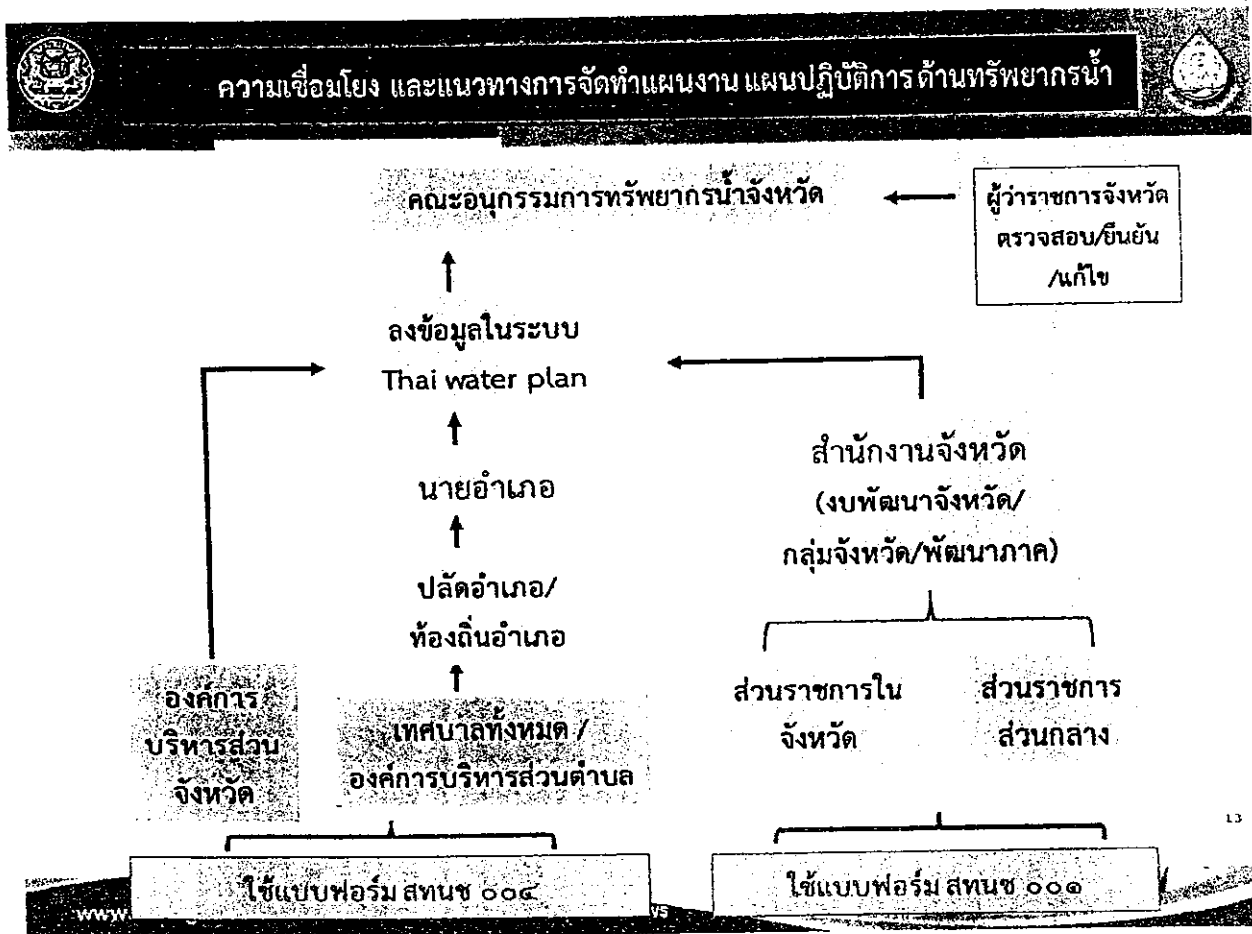 ความเชื่อมโยง และแนวทางการจัดทำแผนงาน แผนปฏิบัติการ ด้านทรัพยากรน้ำ
คณะอนุกรรมการทรัพยากรน้ำจังหวัด
ผู้ว่าราชการจังหวัด
ตรวจสอบ/ยืนยัน
/แก้ไข
ลงข้อมูลในระบบ
Thai water plan
นายอำเภอ
ปลัดอำเภอ/
ท้องถิ่นอำเภอ
สำนักงานจังหวัด
(งบพัฒนาจังหวัด/
กลุ่มจังหวัด/พัฒนาภาค)
องค์การ
บริหารส่วน
จังหวัด
เทศบาลทั้งหมด /
องค์การบริหารส่วนตำบล
ส่วนราชการใน
จังหวัด
ส่วนราชการ
ส่วนกลาง
13
ใช้แบบฟอร์ม สทนช ๐๐๔
ใช้แบบฟอร์ม สทนช ๐๐๑
www.